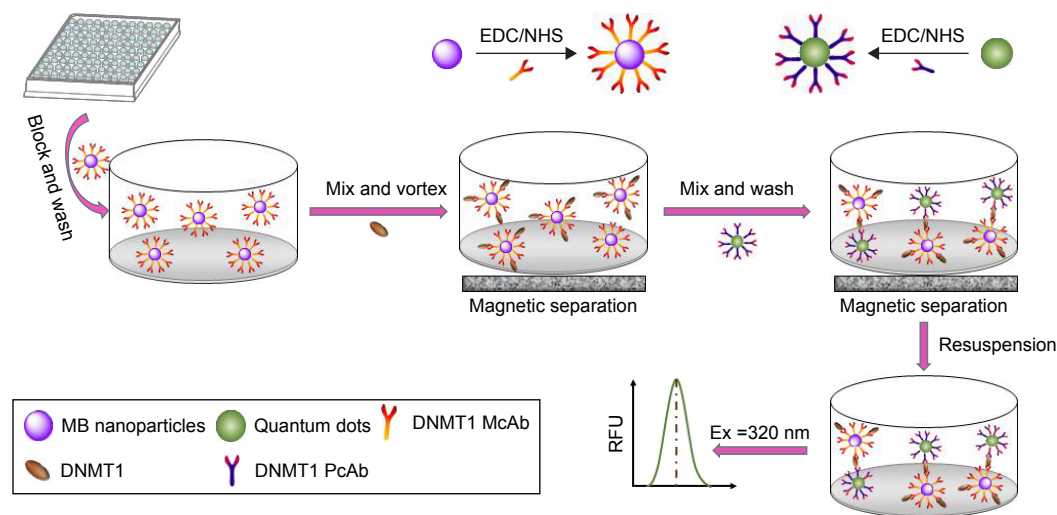 EDC/NHS
EDC/NHS
Block and wash
Mix and vortex
Mix and wash
Magnetic separation
Magnetic separation
Resuspension
MB nanoparticles
Quantum dots
DNMT1 McAb
DNMT1
DNMT1 PcAb
RFU
Ex =320 nm